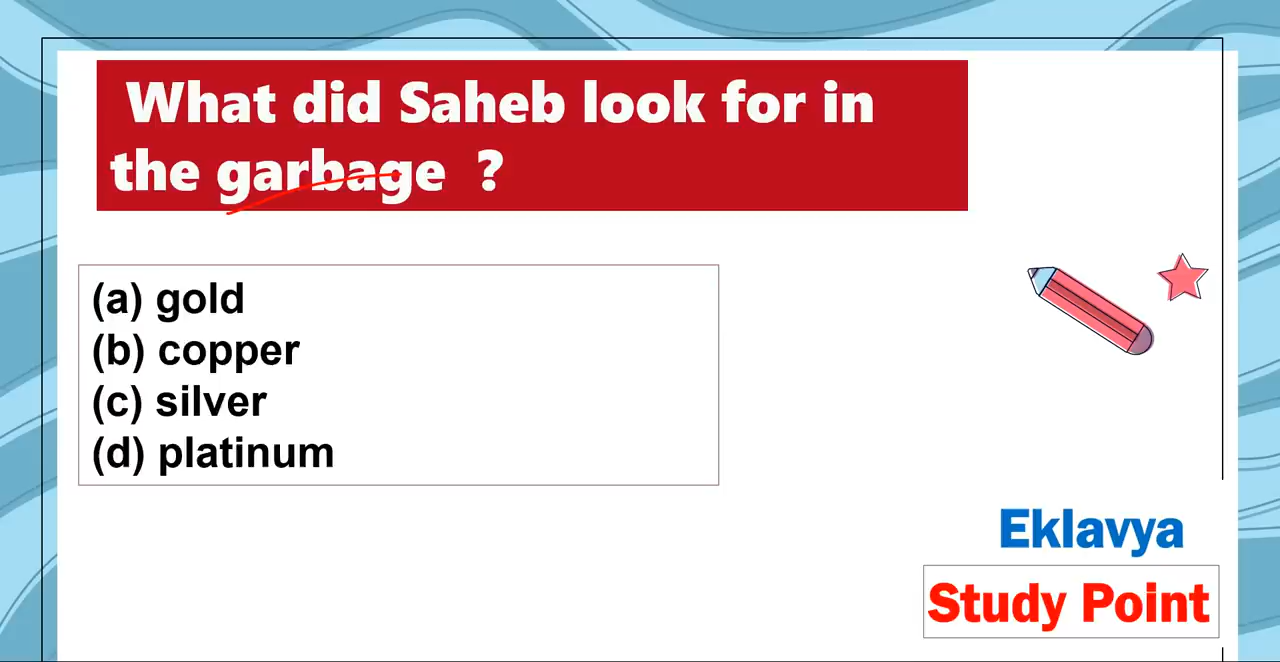 What did Saheb look for in
the garbage ?
(a) gold
(b) copper
(c) silver
(d) platinum
Eklavya
Study Point